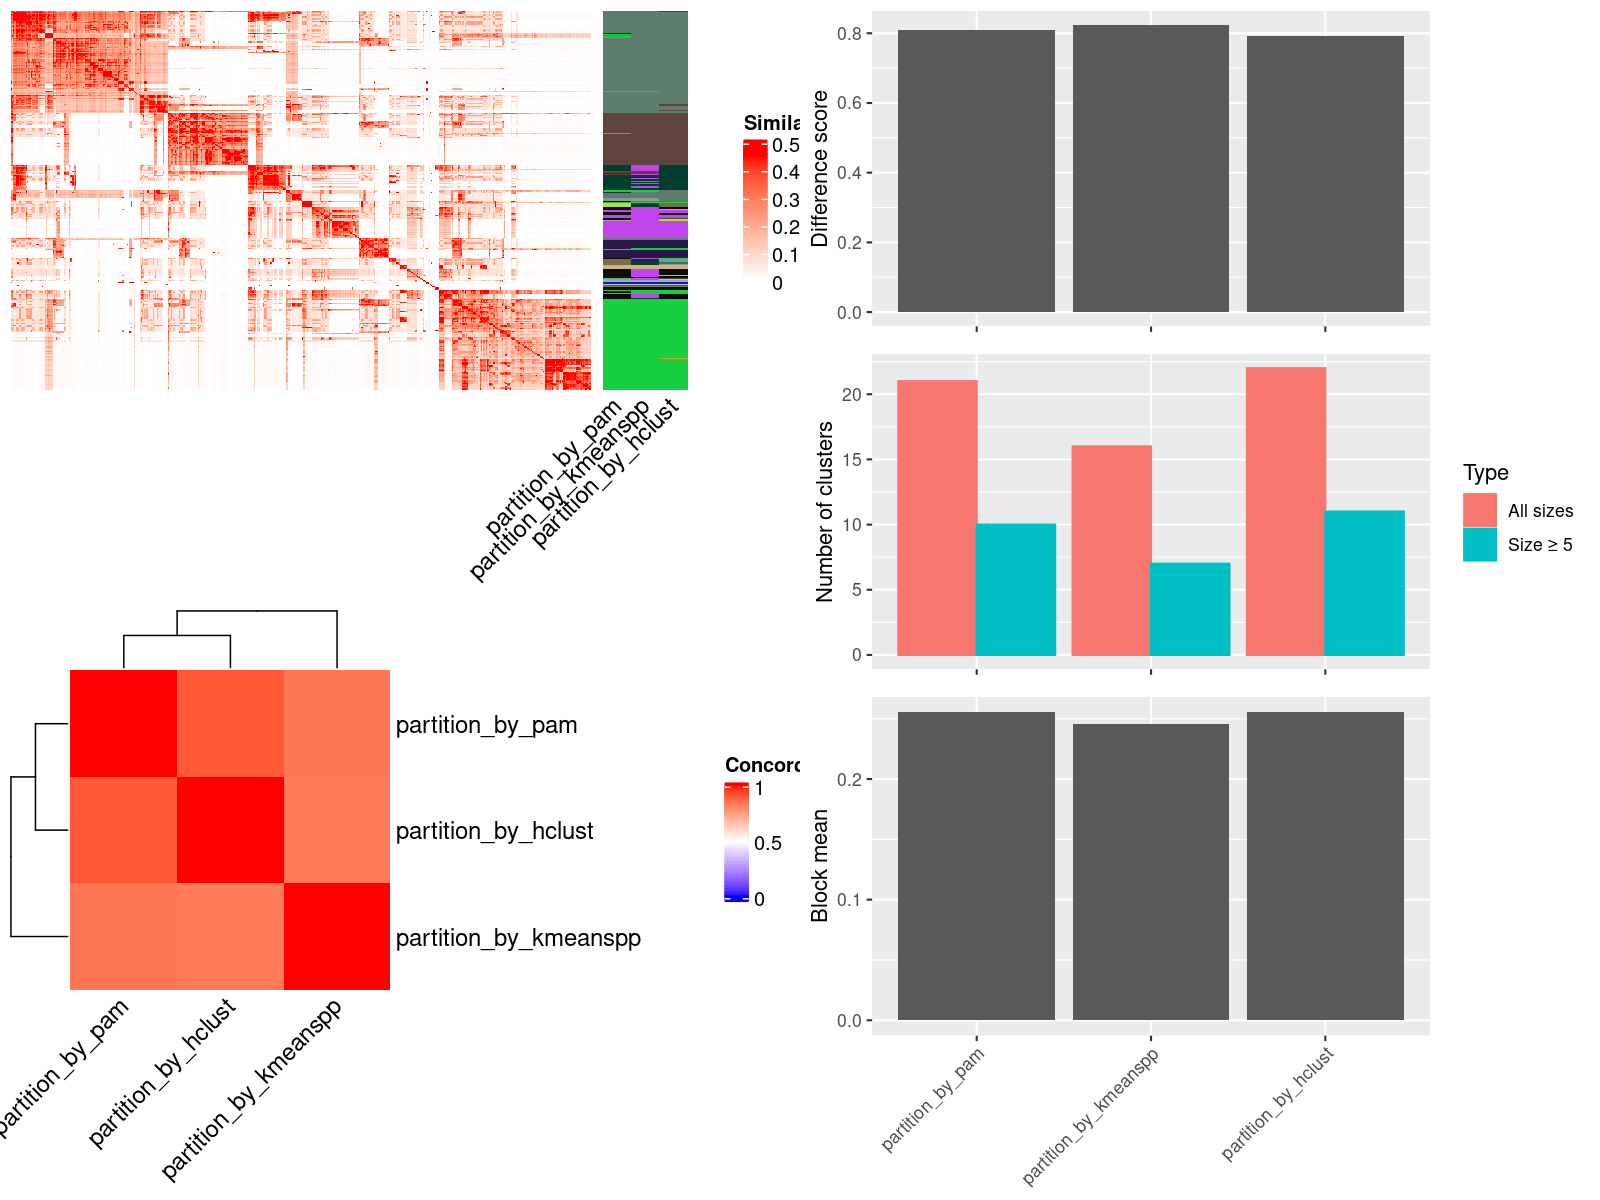 Simila
0.5
0.4
0.3
0.2
0.1
0
partition_by_pam
partition_by_kmeanspp
partition_by_hclust
partition_by_pam
partition_by_hclust
partition_by_kmeanspp
Concord
1
0.5
0
partition_by_pam
partition_by_hclust
partition_by_kmeanspp
Difference score
0.8
0.6
0.4
0.2
0.0
Number of clusters
20
15
10
5
0
Type
All sizes
Size ≥ 5
Block mean
0.2
0.1
0.0
partition_by_pam
partition_by_kmeanspp
partition_by_hclust